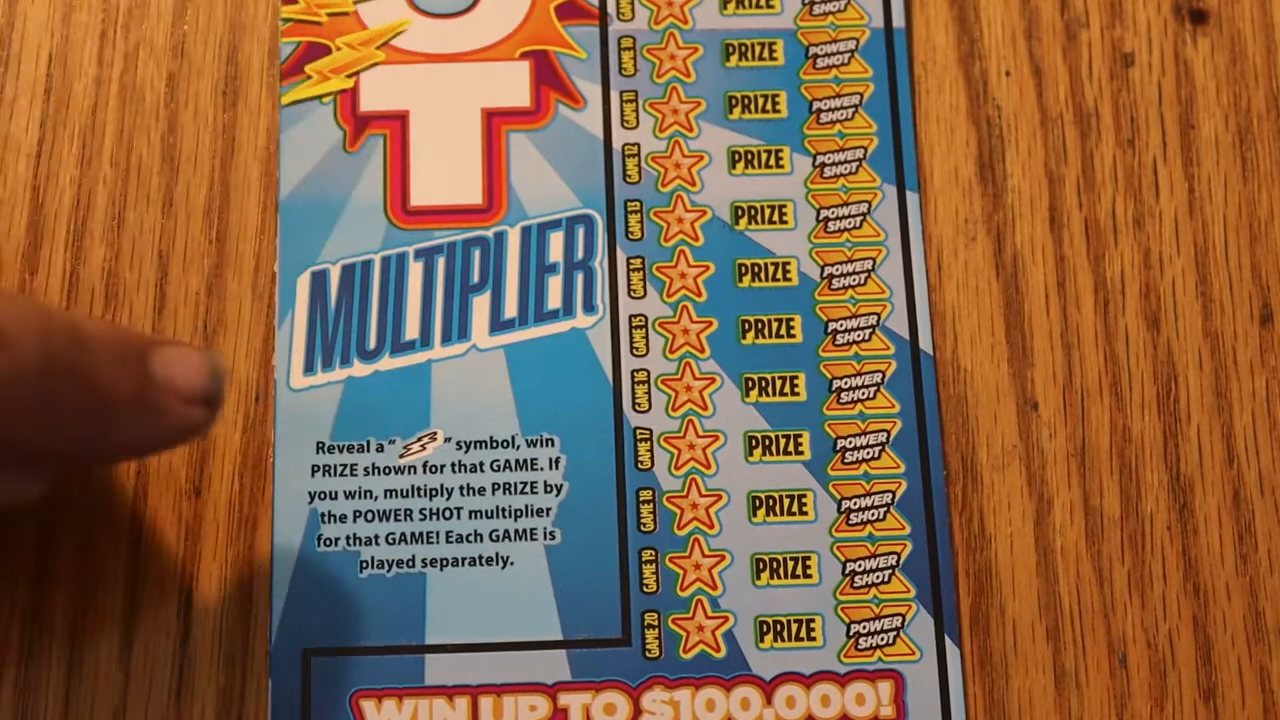 T
MULTIPLIER
Reveal a " " symbol, win
PRIZE shown for that GAME. If
you win, multiply the PRIZE by
the POWER SHOT multiplier
for that GAME! Each GAME is
played separately.
PRIZE SHOT
GAME 10 PRIZE POWER SHOT X
GAME 11 PRIZE POWER SHOT X
GAME 12 PRIZE POWER SHOT X
GAME 13 PRIZE POWER SHOT X
GAME 14 PRIZE POWER SHOT X
GAME 15 PRIZE POWER SHOT X
GAME 16 PRIZE POWER SHOT X
GAME 17 PRIZE POWER SHOT X
GAME 18 PRIZE POWER SHOT X
GAME 19 PRIZE POWER SHOT X
GAME 20 PRIZE POWER SHOT X
WIN UP TO $100,000!